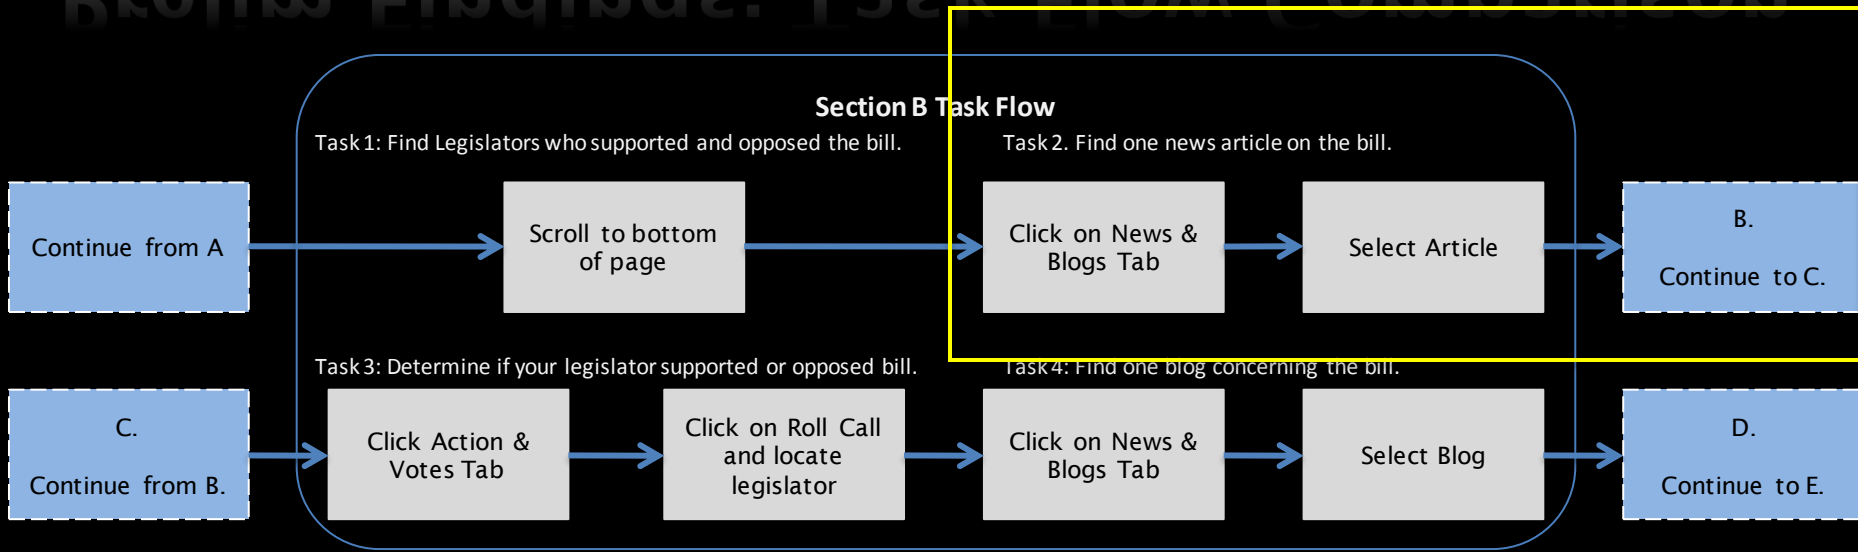 Section B Task Flow
Task 1: Find Legislators who supported and opposed the bill.
Task 2. Find one news article on the bill.
Continue from A
Scroll to bottom
of page
Click on News &
Blogs Tab
Select Article
B.
Continue to C.
Task 3: Determine if your legislator supported or opposed bill.
Task 4: Find one blog concerning the bill.
C.
Continue from B.
Click Action &
Votes Tab
Click on Roll Call
and locate
legislator
Click on News &
Blogs Tab
Select Blog
D.
Continue to E.